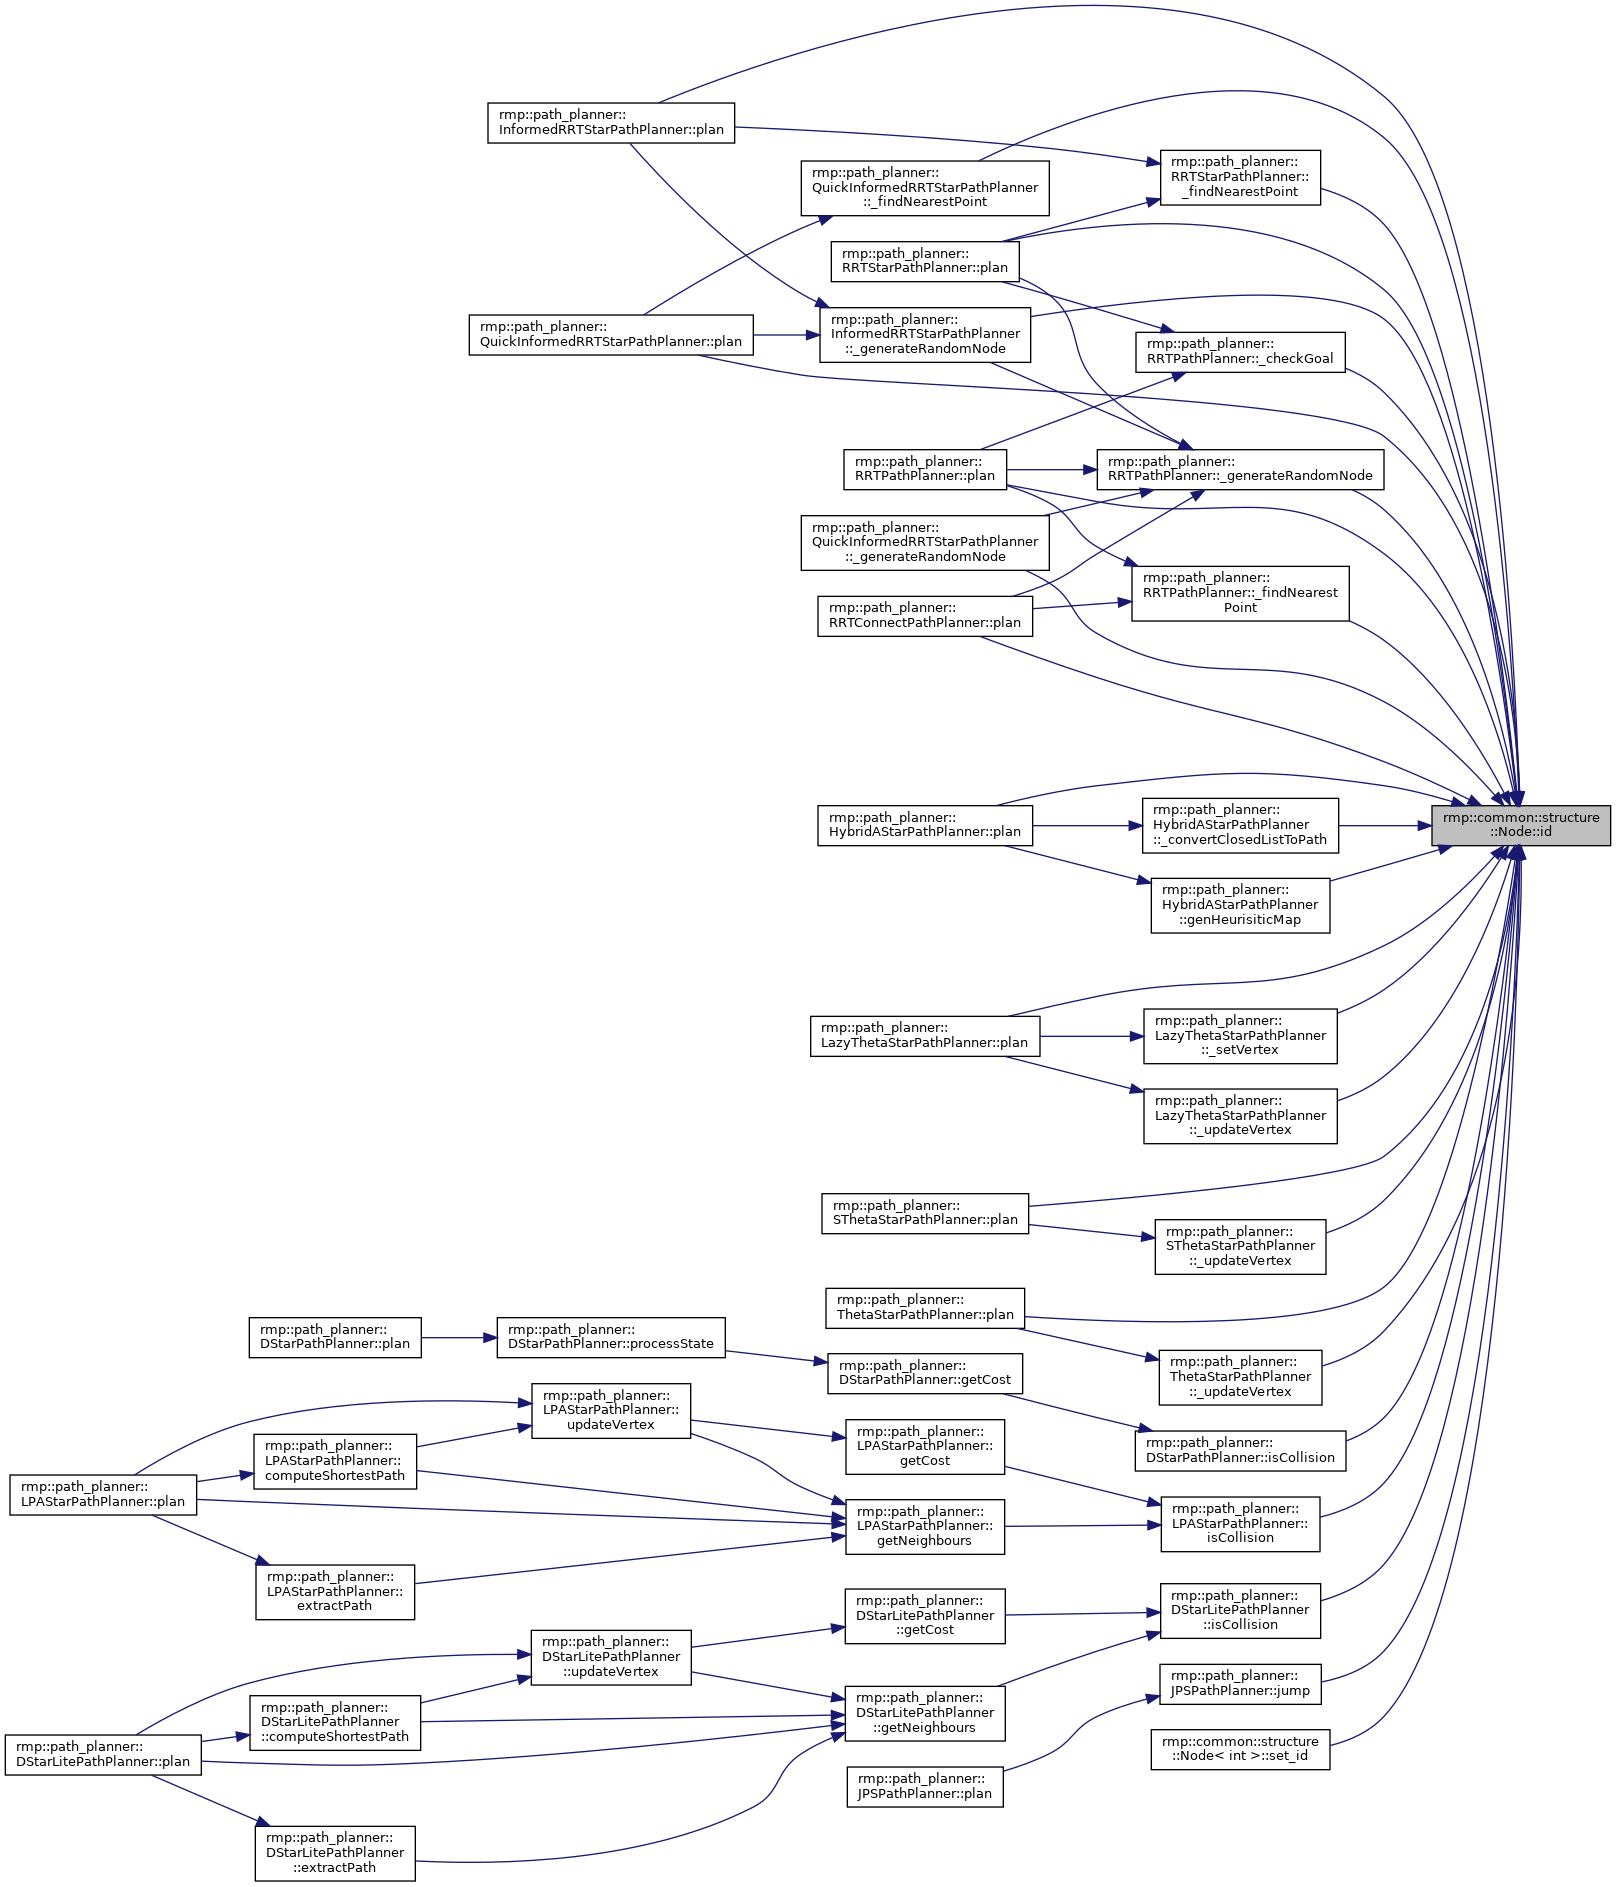 rmp::path_planner::
InformedRRTStarPathPlanner::plan
rmp::path_planner::
RRTStarPathPlanner::
_findNearestPoint
rmp::path_planner::
QuickInformedRRTStarPathPlanner
::_findNearestPoint
rmp::path_planner::
RRTStarPathPlanner::plan
rmp::path_planner::
QuickInformedRRTStarPathPlanner::plan
rmp::path_planner::
InformedRRTStarPathPlanner
::_generateRandomNode
rmp::path_planner::
RRTPathPlanner::_checkGoal
rmp::path_planner::
RRTPathPlanner::plan
rmp::path_planner::
RRTPathPlanner::_generateRandomNode
rmp::path_planner::
QuickInformedRRTStarPathPlanner
::_generateRandomNode
rmp::path_planner::
RRTPathPlanner::_findNearest
Point
rmp::path_planner::
RRTConnectPathPlanner::plan
rmp::path_planner::
HybridAStarPathPlanner::plan
rmp::path_planner::
HybridAStarPathPlanner
::_convertClosedListToPath
rmp::common::structure
::Node::id
rmp::path_planner::
HybridAStarPathPlanner
::genHeurisiticMap
rmp::path_planner::
LazyThetaStarPathPlanner::plan
rmp::path_planner::
LazyThetaStarPathPlanner
::_setVertex
rmp::path_planner::
LazyThetaStarPathPlanner
::_updateVertex
rmp::path_planner::
SThetaStarPathPlanner::plan
rmp::path_planner::
SThetaStarPathPlanner
::_updateVertex
rmp::path_planner::
ThetaStarPathPlanner::plan
rmp::path_planner::
DStarPathPlanner::plan
rmp::path_planner::
DStarPathPlanner::processState
rmp::path_planner::
DStarPathPlanner::getCost
rmp::path_planner::
ThetaStarPathPlanner
::_updateVertex
rmp::path_planner::
LPAStarPathPlanner::
updateVertex
rmp::path_planner::
LPAStarPathPlanner::
computeShortestPath
rmp::path_planner::
LPAStarPathPlanner::
getCost
rmp::path_planner::
DStarPathPlanner::isCollision
rmp::path_planner::
LPAStarPathPlanner::plan
rmp::path_planner::
LPAStarPathPlanner::
getNeighbours
rmp::path_planner::
LPAStarPathPlanner::
isCollision
rmp::path_planner::
LPAStarPathPlanner::
extractPath
rmp::path_planner::
DStarLitePathPlanner
::getCost
rmp::path_planner::
DStarLitePathPlanner
::isCollision
rmp::path_planner::
DStarLitePathPlanner
::updateVertex
rmp::path_planner::
JPSPathPlanner::jump
rmp::path_planner::
DStarLitePathPlanner
::computeShortestPath
rmp::path_planner::
DStarLitePathPlanner
::getNeighbours
rmp::path_planner::
DStarLitePathPlanner::plan
rmp::common::structure
::Node< int >::set_id
rmp::path_planner::
JPSPathPlanner::plan
rmp::path_planner::
DStarLitePathPlanner
::extractPath